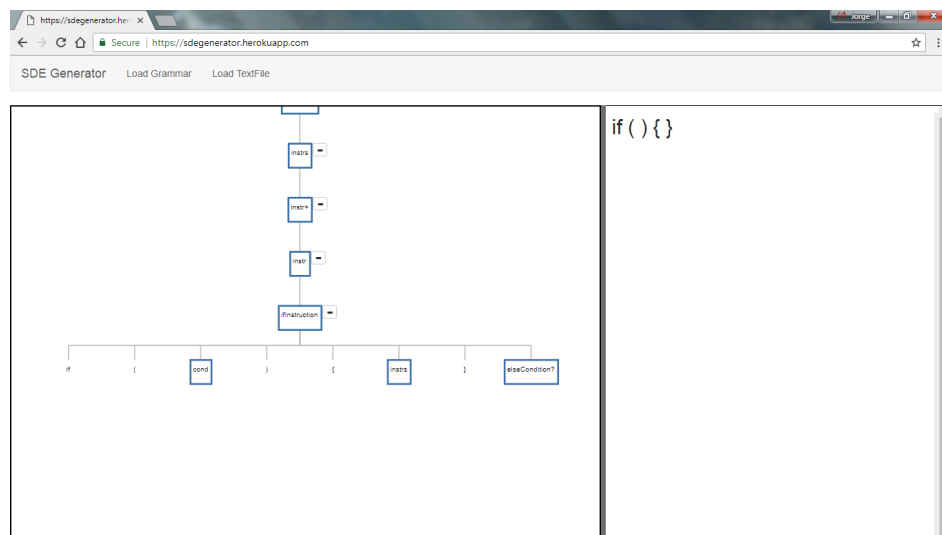 https://sdegenerator.her
Jorge
Secure | https://sdegenerator.herokuapp.com
SDE Generator Load Grammar Load TextFile
if ( ) { }
instrs
instr+
instr
ifInstruction
if ( cond ) { instrs } elseCondition?